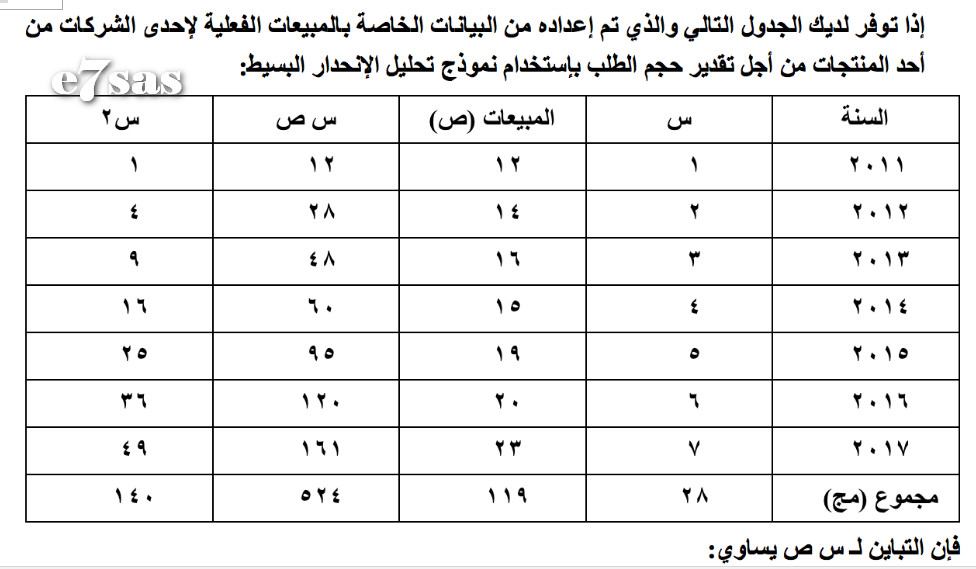 إذا توفر لديك الجدول التالي والذي تم إعداده من البيانات الخاصة بالمبيعات الفعلية لإحدى الشركات من
أحد المنتجات من أجل تقدير حجم الطلب بإستخدام نموذج تحليل الإنحدار البسيط:
e7sas
السنة س المبيعات (ص) س ص س٢
٢٠١١ ١ ١٢ ١٢ ١
٢٠١٢ ٢ ١٤ ٢٨ ٤
٢٠١٣ ٣ ١٦ ٤٨ ٩
٢٠١٤ ٤ ١٥ ٦٠ ١٦
٢٠١٥ ٥ ١٩ ٩٥ ٢٥
٢٠١٦ ٦ ٢٠ ١٢٠ ٣٦
٢٠١٧ ٧ ٢٣ ١٦١ ٤٩
مجموع (مج) ٢٨ ١١٩ ٥٢٤ ١٤٠
فإن التباين لـ س ص يساوي: